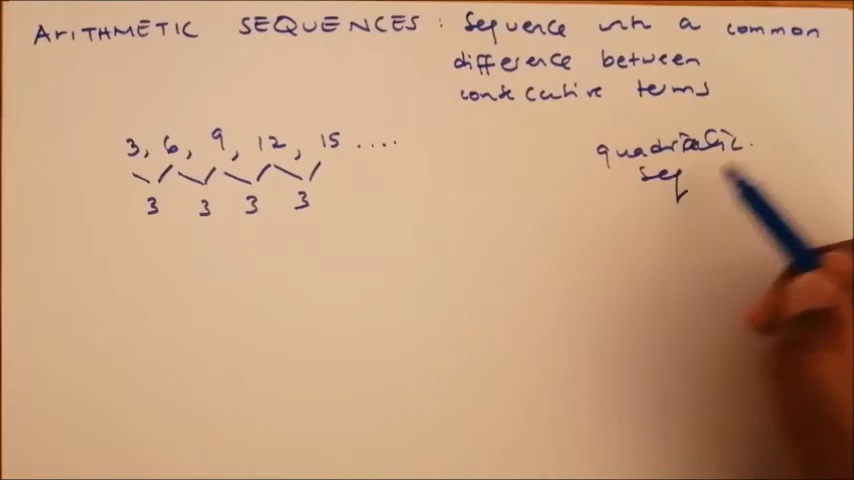 ARITHMETIC SEQUENCES : Sequence with a common
difference between
consecutive terms
3, 6, 9, 12, 15 ....
3 3 3 3
quadratic
seq